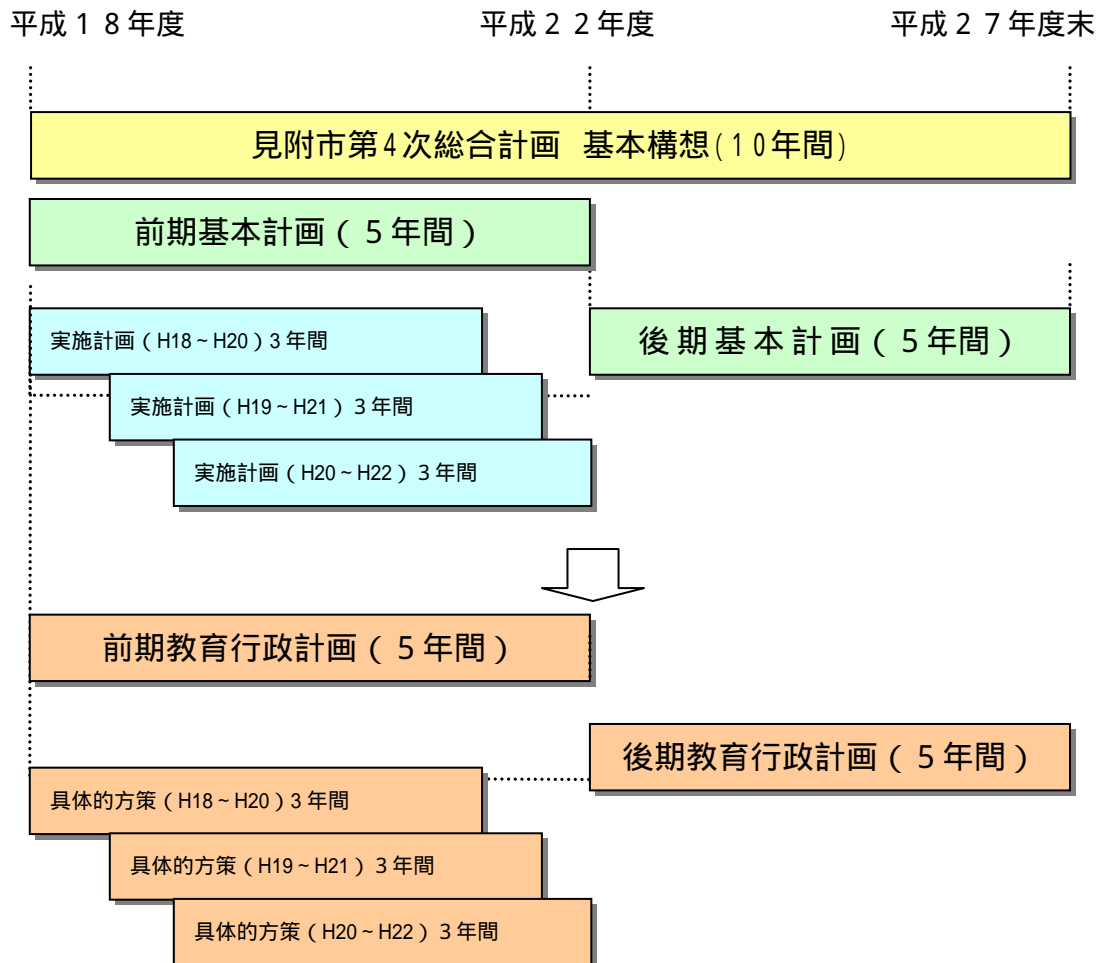 平成１８年度
平成２２年度
平成２７年度末
見附市第4次総合計画 基本構想(１０年間)
前期基本計画（５年間）
実施計画（H18～H20）3 年間
後期基本計画（５年間）
実施計画（H19～H21）３年間
実施計画（H20～H22）３年間
前期教育行政計画（５年間）
後期教育行政計画（５年間）
具体的方策（H18～H20）3 年間
具体的方策（H19～H21）３年間
具体的方策（H20～H22）３年間